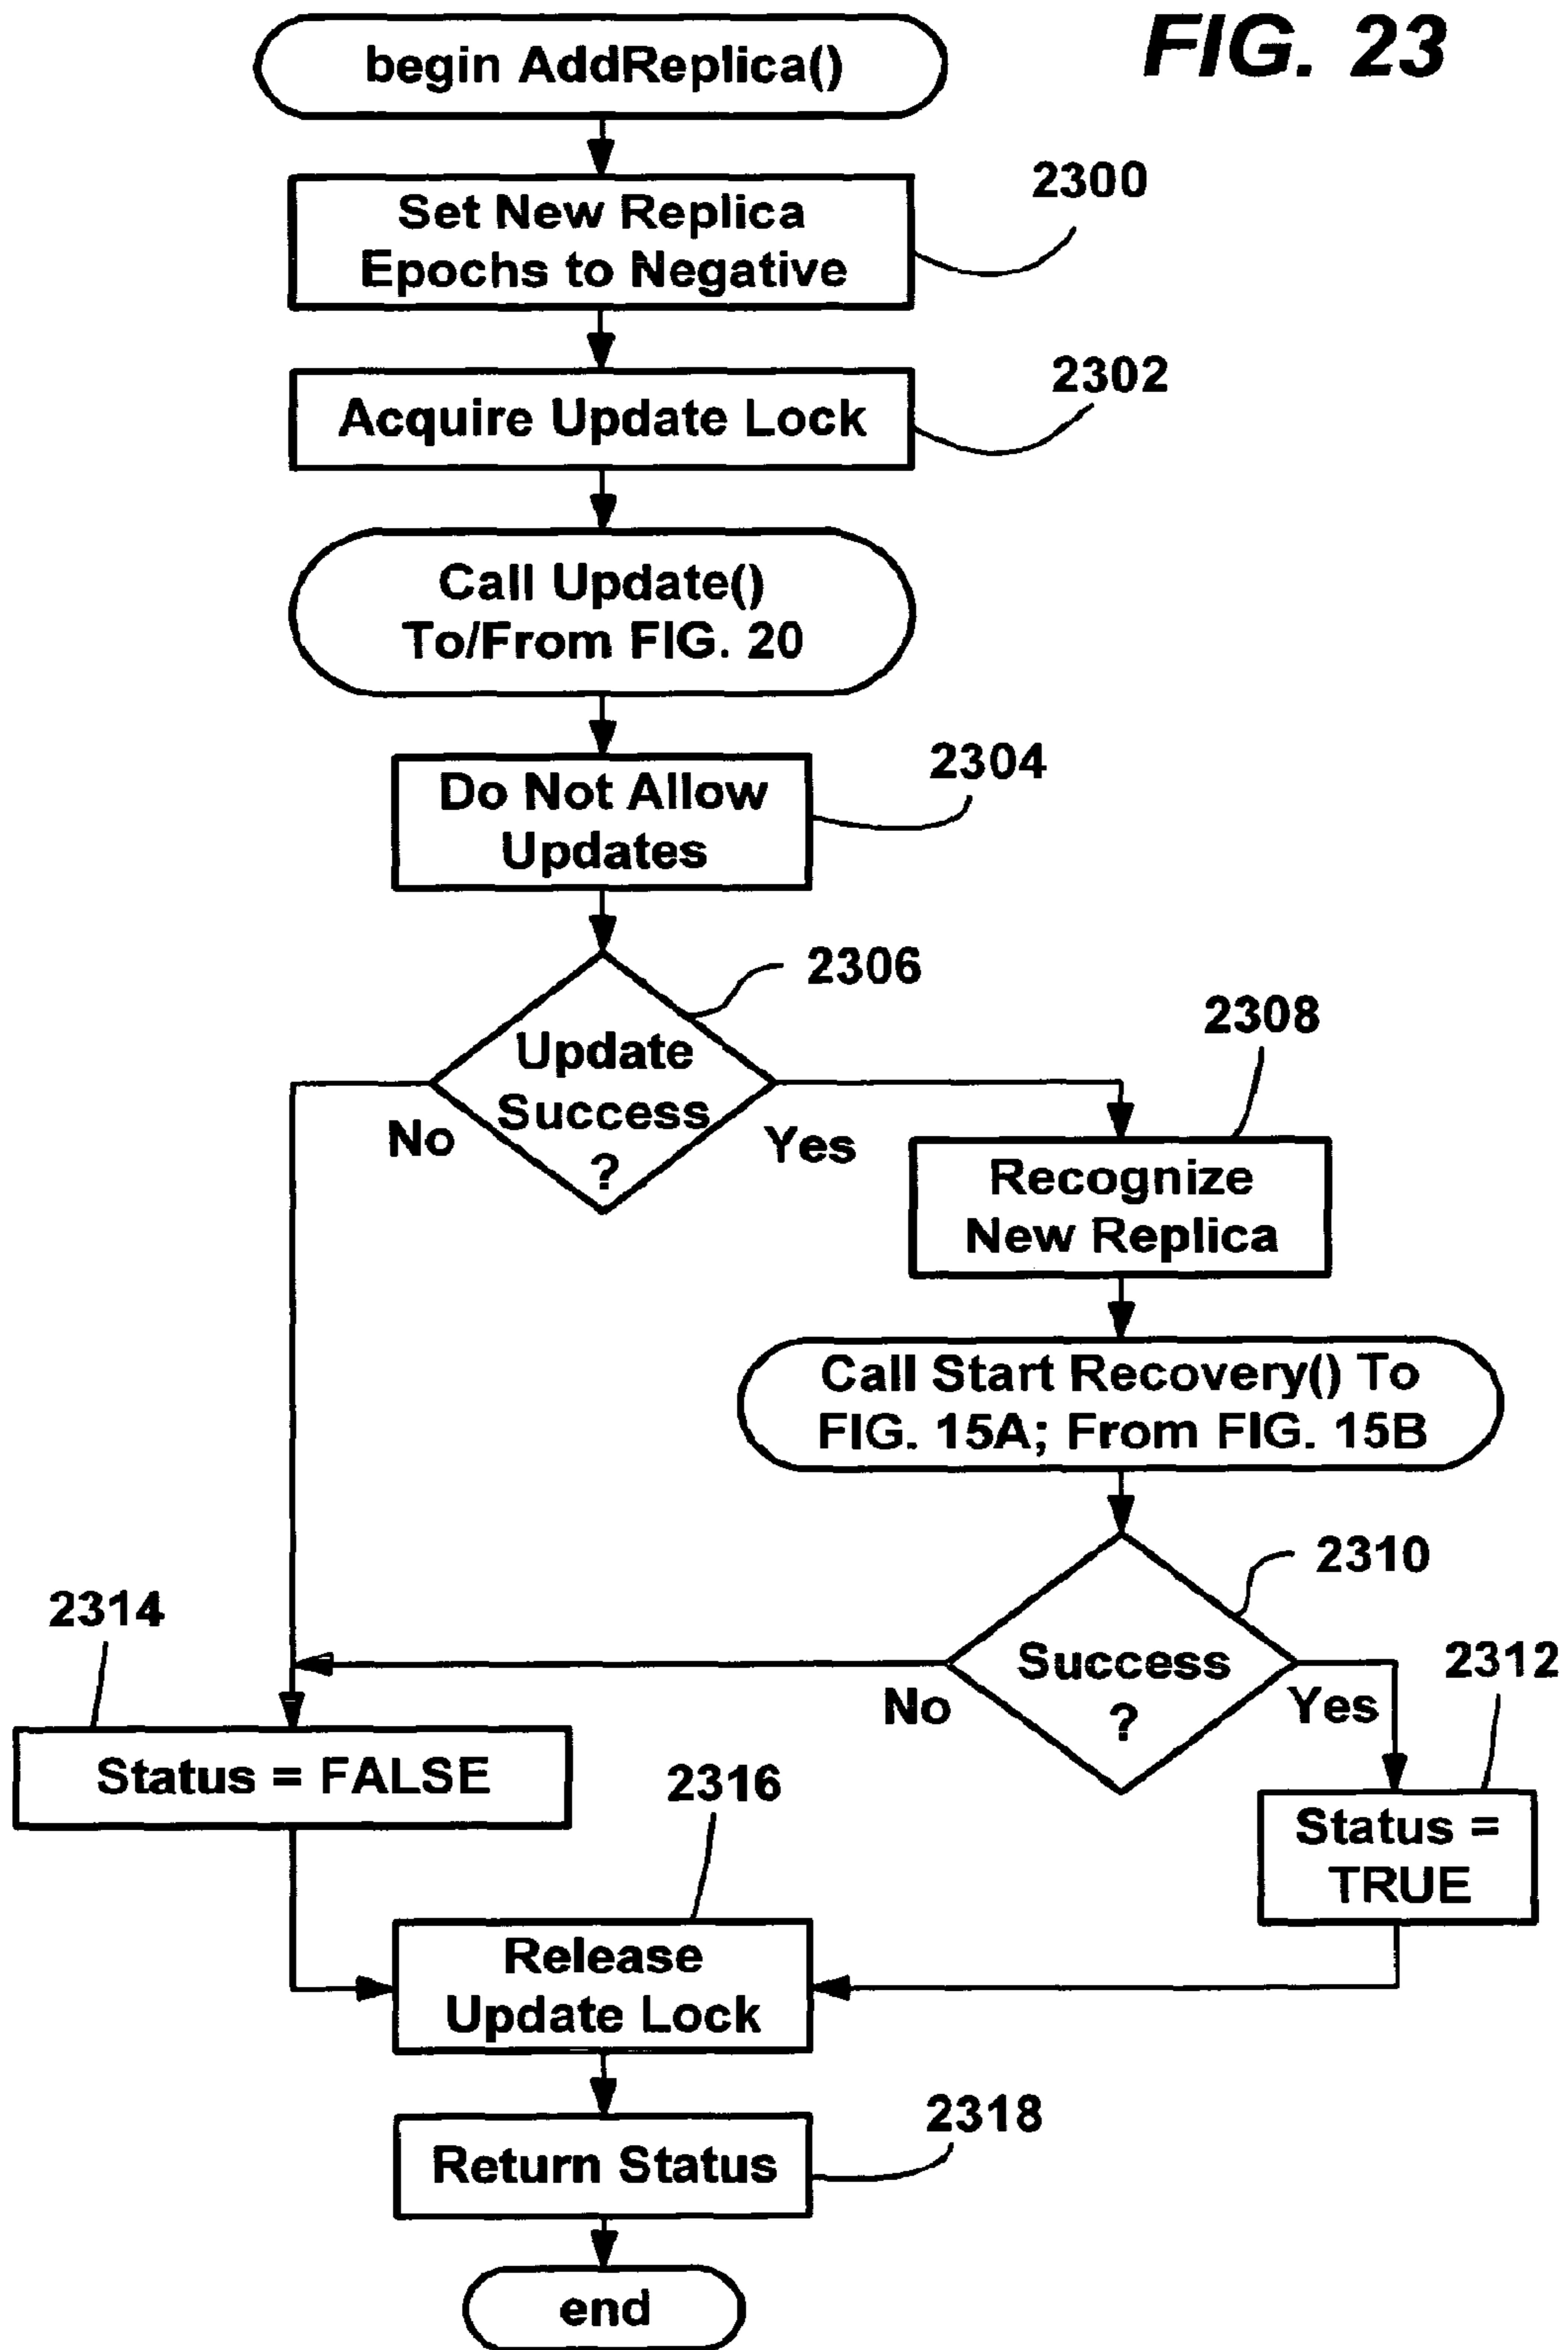 FIG. 23
begin AddReplica()
2300
Set New Replica
Epochs to Negative
2302
Acquire Update Lock
Call Update()
To/From FIG. 20
2304
Do Not Allow
Updates
2306
Update
Success
?
No
Yes
2308
Recognize
New Replica
Call Start Recovery() To
FIG. 15A; From FIG. 15B
2310
Success
?
No
Yes
2312
Status =
TRUE
2314
Status = FALSE
2316
Release
Update Lock
2318
Return Status
end